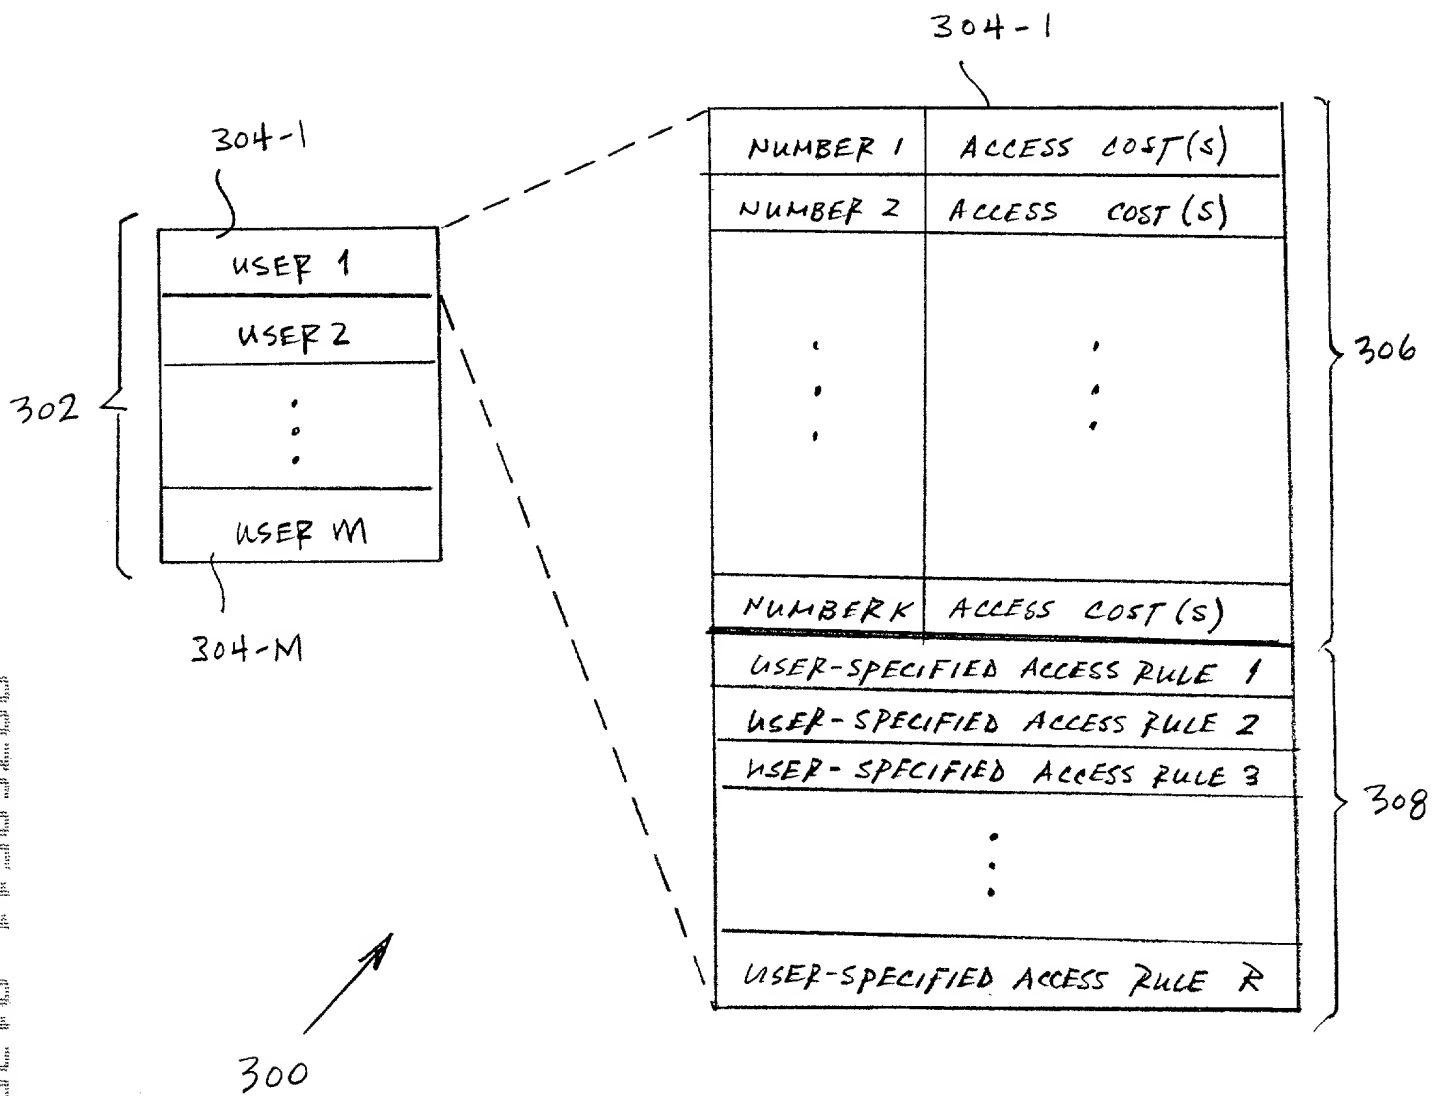 304-1
304-1
NUMBER 1 ACCESS COST(S)
NUMBER 2 ACCESS COST(S)
USER 1
USER 2
306
302
USER M
NUMBER K ACCESS COST(S)
304-M
USER-SPECIFIED ACCESS RULE 1
USER-SPECIFIED ACCESS RULE 2
USER-SPECIFIED ACCESS RULE 3
308
USER-SPECIFIED ACCESS RULE R
300